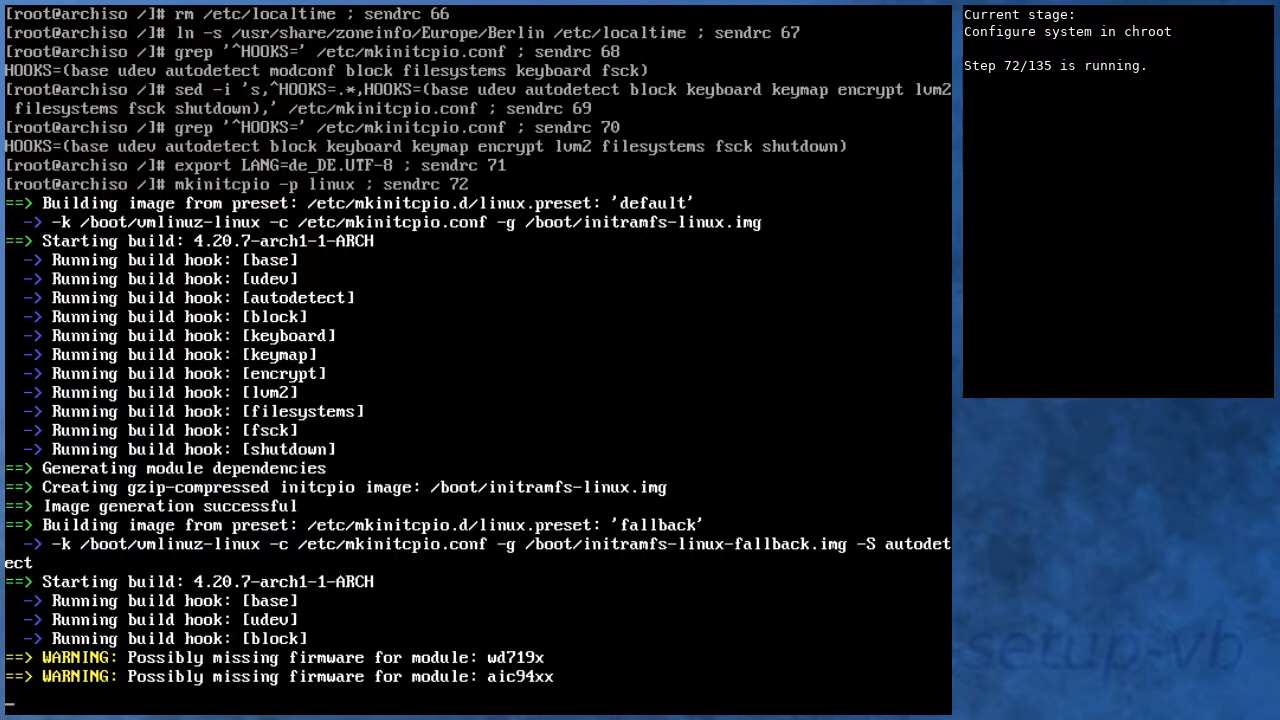 [root@archiso /]# rm /etc/localtime ; sendrc 66
[root@archiso /]# ln -s /usr/share/zoneinfo/Europe/Berlin /etc/localtime ; sendrc 67
[root@archiso /]# grep '^HOOKS=' /etc/mkinitcpio.conf ; sendrc 68
HOOKS=(base udev autodetect modconf block filesystems keyboard fsck)
[root@archiso /]# sed -i 's,^HOOKS=.*,HOOKS=(base udev autodetect block keyboard keymap encrypt lvm2
 filesystems fsck shutdown),' /etc/mkinitcpio.conf ; sendrc 69
[root@archiso /]# grep '^HOOKS=' /etc/mkinitcpio.conf ; sendrc 70
HOOKS=(base udev autodetect block keyboard keymap encrypt lvm2 filesystems fsck shutdown)
[root@archiso /]# export LANG=de_DE.UTF-8 ; sendrc 71
[root@archiso /]# mkinitcpio -p linux ; sendrc 72
==> Building image from preset: /etc/mkinitcpio.d/linux.preset: 'default'
  -> -k /boot/vmlinuz-linux -c /etc/mkinitcpio.conf -g /boot/initramfs-linux.img
==> Starting build: 4.20.7-arch1-1-ARCH
  -> Running build hook: [base]
  -> Running build hook: [udev]
  -> Running build hook: [autodetect]
  -> Running build hook: [block]
  -> Running build hook: [keyboard]
  -> Running build hook: [keymap]
  -> Running build hook: [encrypt]
  -> Running build hook: [lvm2]
  -> Running build hook: [filesystems]
  -> Running build hook: [fsck]
  -> Running build hook: [shutdown]
==> Generating module dependencies
==> Creating gzip-compressed initcpio image: /boot/initramfs-linux.img
==> Image generation successful
==> Building image from preset: /etc/mkinitcpio.d/linux.preset: 'fallback'
  -> -k /boot/vmlinuz-linux -c /etc/mkinitcpio.conf -g /boot/initramfs-linux-fallback.img -S autodet
ect
==> Starting build: 4.20.7-arch1-1-ARCH
  -> Running build hook: [base]
  -> Running build hook: [udev]
  -> Running build hook: [block]
==> WARNING: Possibly missing firmware for module: wd719x
==> WARNING: Possibly missing firmware for module: aic94xx
Current stage:
Configure system in chroot
Step 72/135 is running.
setup-vb